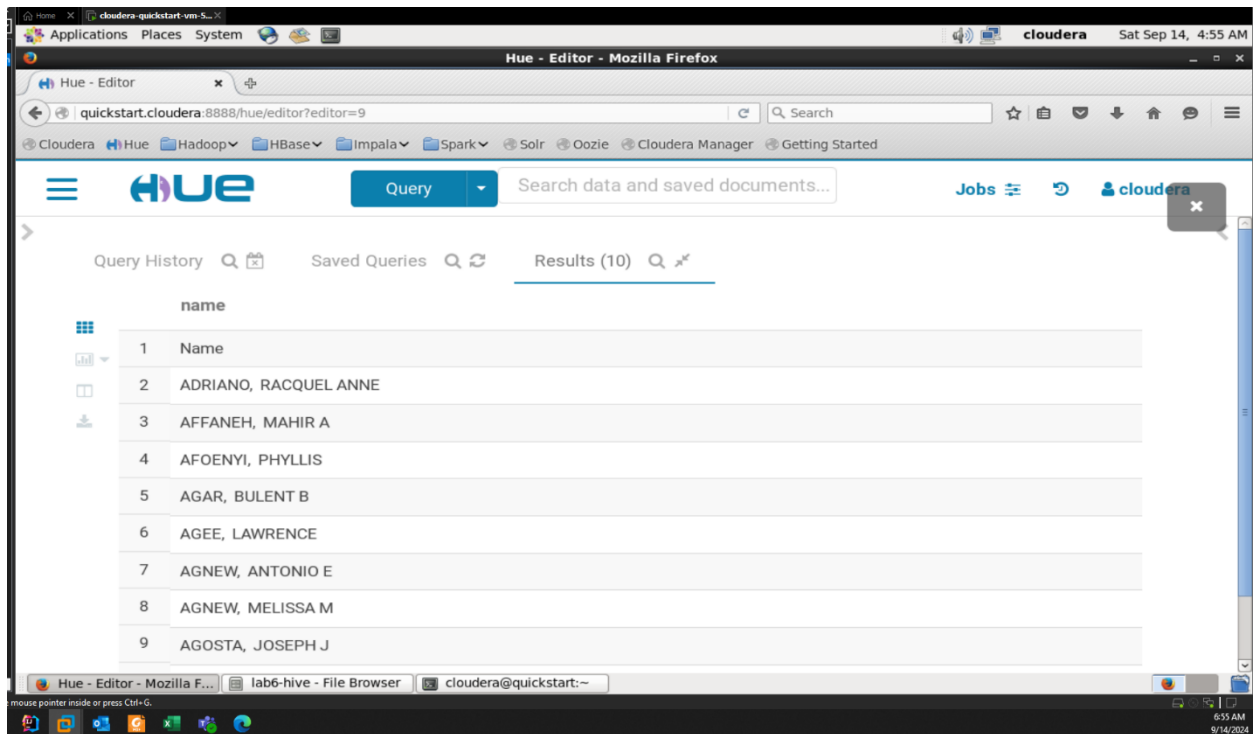 Home cloudera-quickstart-vm-5...
Applications Places System cloudera Sat Sep 14, 4:55 AM
Hue - Editor - Mozilla Firefox
Hue - Editor
quickstart.cloudera:8888/hue/editor?editor=9 Search
Cloudera Hue Hadoop HBase Impala Spark Solr Oozie Cloudera Manager Getting Started
HUE Query Search data and saved documents... Jobs cloudera
Query History Saved Queries Results (10)
name
1 Name
2 ADRIANO, RACQUEL ANNE
3 AFFANEH, MAHIR A
4 AFOENYI, PHYLLIS
5 AGAR, BULENT B
6 AGEE, LAWRENCE
7 AGNEW, ANTONIO E
8 AGNEW, MELISSA M
9 AGOSTA, JOSEPH J
Hue - Editor - Mozilla F... lab6-hive - File Browser cloudera@quickstart:~
mouse pointer inside or press Ctrl+G.
6:55 AM
9/14/2024